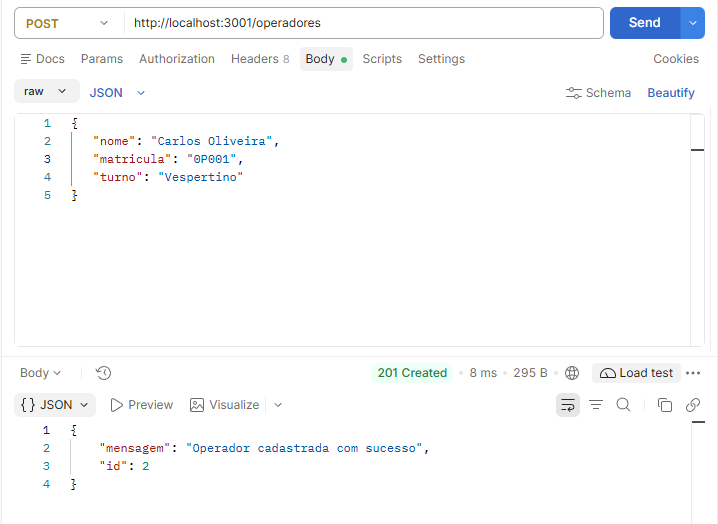 POST http://localhost:3001/operadores Send
Docs Params Authorization Headers 8 Body Scripts Settings Cookies
raw JSON Schema Beautify
1 {
2 "nome": "Carlos Oliveira",
3 "matricula": "0P001",
4 "turno": "Vespertino"
5 }
Body 201 Created • 8 ms • 295 B • Load test
{} JSON Preview Visualize
1 {
2 "mensagem": "Operador cadastrada com sucesso",
3 "id": 2
4 }